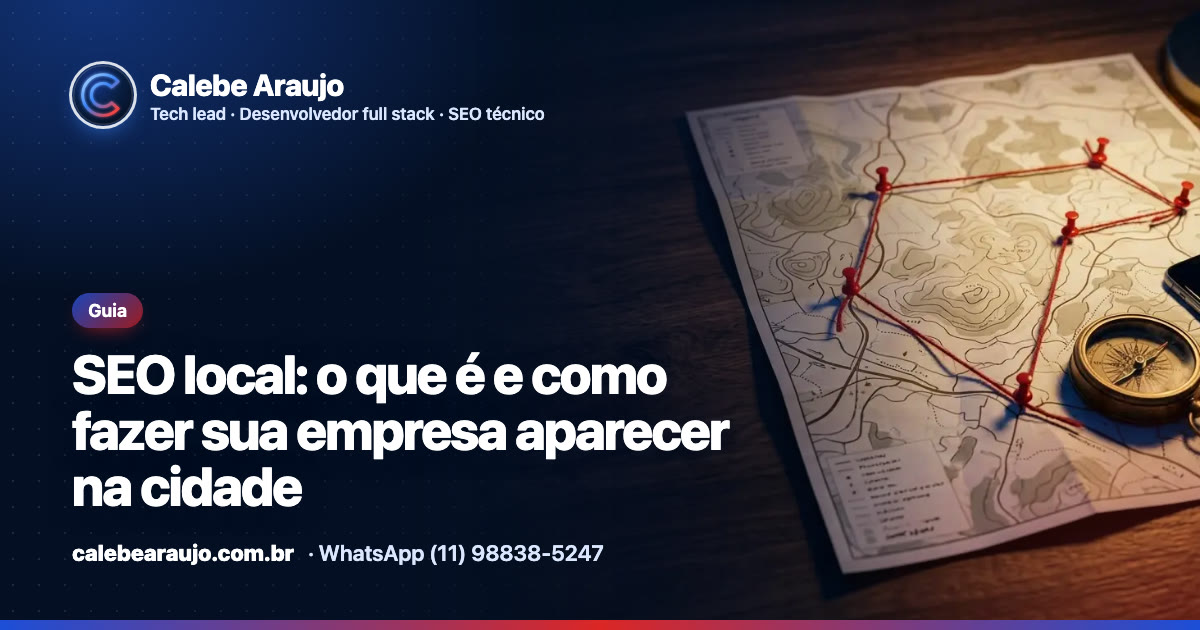 Calebe Araujo
Tech lead · Desenvolvedor full stack · SEO técnico
Guia
SEO local: o que é e como
fazer sua empresa aparecer
na cidade
calebearaujo.com.br · WhatsApp (11) 98838-5247